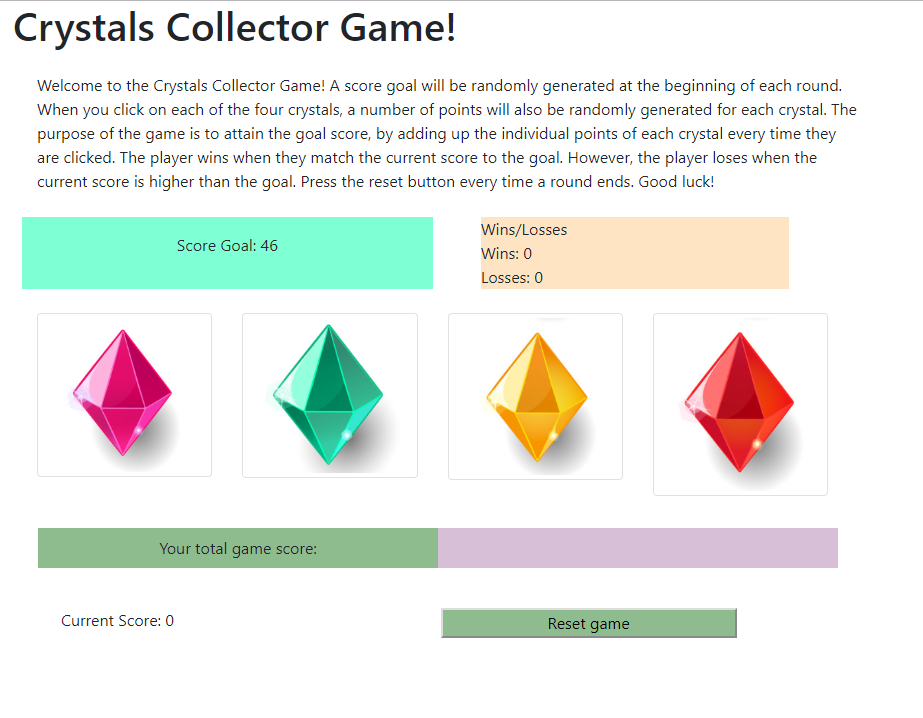 Crystals Collector Game!
Welcome to the Crystals Collector Game! A score goal will be randomly generated at the beginning of each round.
When you click on each of the four crystals, a number of points will also be randomly generated for each crystal. The
purpose of the game is to attain the goal score, by adding up the individual points of each crystal every time they
are clicked. The player wins when they match the current score to the goal. However, the player loses when the
current score is higher than the goal. Press the reset button every time a round ends. Good luck!
Score Goal: 46
Wins/Losses
Wins: 0
Losses: 0
Your total game score:
Current Score: 0
Reset game